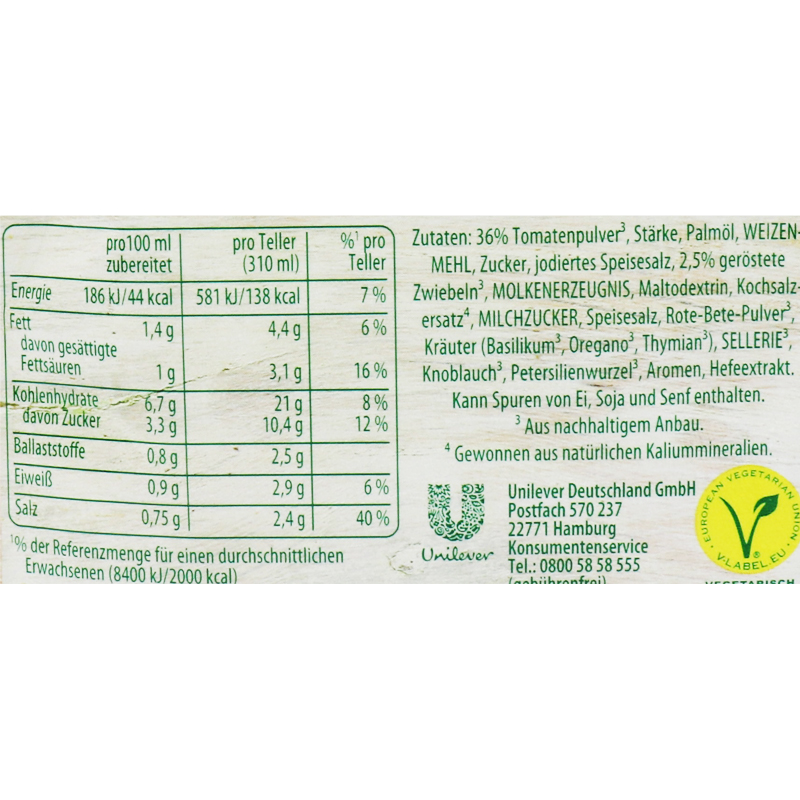 pro100 ml zubereitet | pro Teller (310 ml) | %¹ pro Teller
Energie 186 kJ/44 kcal 581 kJ/138 kcal 7 %
Fett 1,4 g 4,4 g 6 %
davon gesättigte
Fettsäuren 1 g 3,1 g 16 %
Kohlenhydrate 6,7 g 21 g 8 %
davon Zucker 3,3 g 10,4 g 12 %
Ballaststoffe 0,8 g 2,5 g
Eiweiß 0,9 g 2,9 g 6 %
Salz 0,75 g 2,4 g 40 %
¹% der Referenzmenge für einen durchschnittlichen
Erwachsenen (8400 kJ/2000 kcal)
Zutaten: 36% Tomatenpulver³, Stärke, Palmöl, WEIZEN-
MEHL, Zucker, jodiertes Speisesalz, 2,5% geröstete
Zwiebeln³, MOLKENERZEUGNIS, Maltodextrin, Kochsalz-
ersatz⁴, MILCHZUCKER, Speisesalz, Rote-Bete-Pulver³,
Kräuter (Basilikum³, Oregano³, Thymian³), SELLERIE³,
Knoblauch³, Petersilienwurzel³, Aromen, Hefeextrakt.
Kann Spuren von Ei, Soja und Senf enthalten.
³ Aus nachhaltigem Anbau.
⁴ Gewonnen aus natürlichen Kaliummineralien.
Unilever
Unilever Deutschland GmbH
Postfach 570 237
22771 Hamburg
Konsumentenservice
Tel.: 0800 58 58 555
(gebührenfrei)
EUROPEAN VEGETARIAN UNION
V-LABEL.EU
®
VEGETARISCH